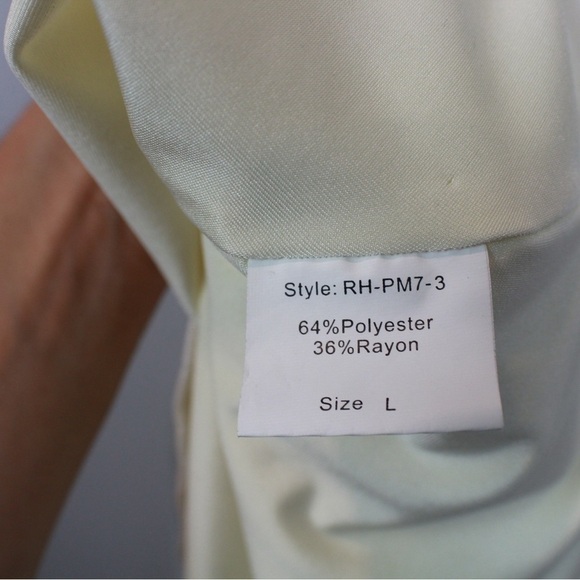 Style: RH-PM7-3
64%Polyester
36%Rayon
Size L